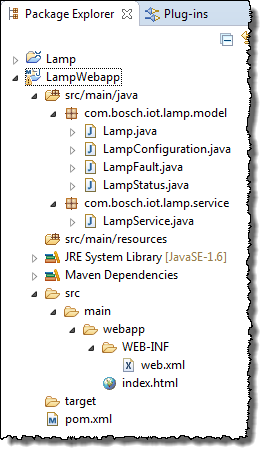 Package Explorer
Plug-ins
Lamp
LampWebapp
src/main/java
com.bosch.iot.lamp.model
Lamp.java
LampConfiguration.java
LampFault.java
LampStatus.java
com.bosch.iot.lamp.service
LampService.java
src/main/resources
JRE System Library [JavaSE-1.6]
Maven Dependencies
src
main
webapp
WEB-INF
web.xml
index.html
target
pom.xml